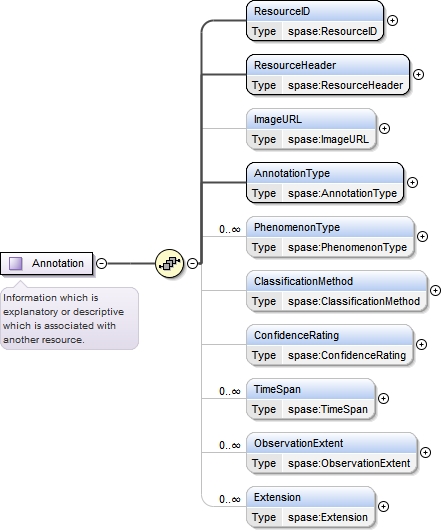 ResourceID
Type spase:ResourceID
ResourceHeader
Type spase:ResourceHeader
ImageURL
Type spase:ImageURL
AnnotationType
Type spase:AnnotationType
0..∞
PhenomenonType
Type spase:PhenomenonType
Annotation
Information which is
explanatory or descriptive
which is associated with
another resource.
ClassificationMethod
Type spase:ClassificationMethod
ConfidenceRating
Type spase:ConfidenceRating
0..∞
TimeSpan
Type spase:TimeSpan
0..∞
ObservationExtent
Type spase:ObservationExtent
0..∞
Extension
Type spase:Extension